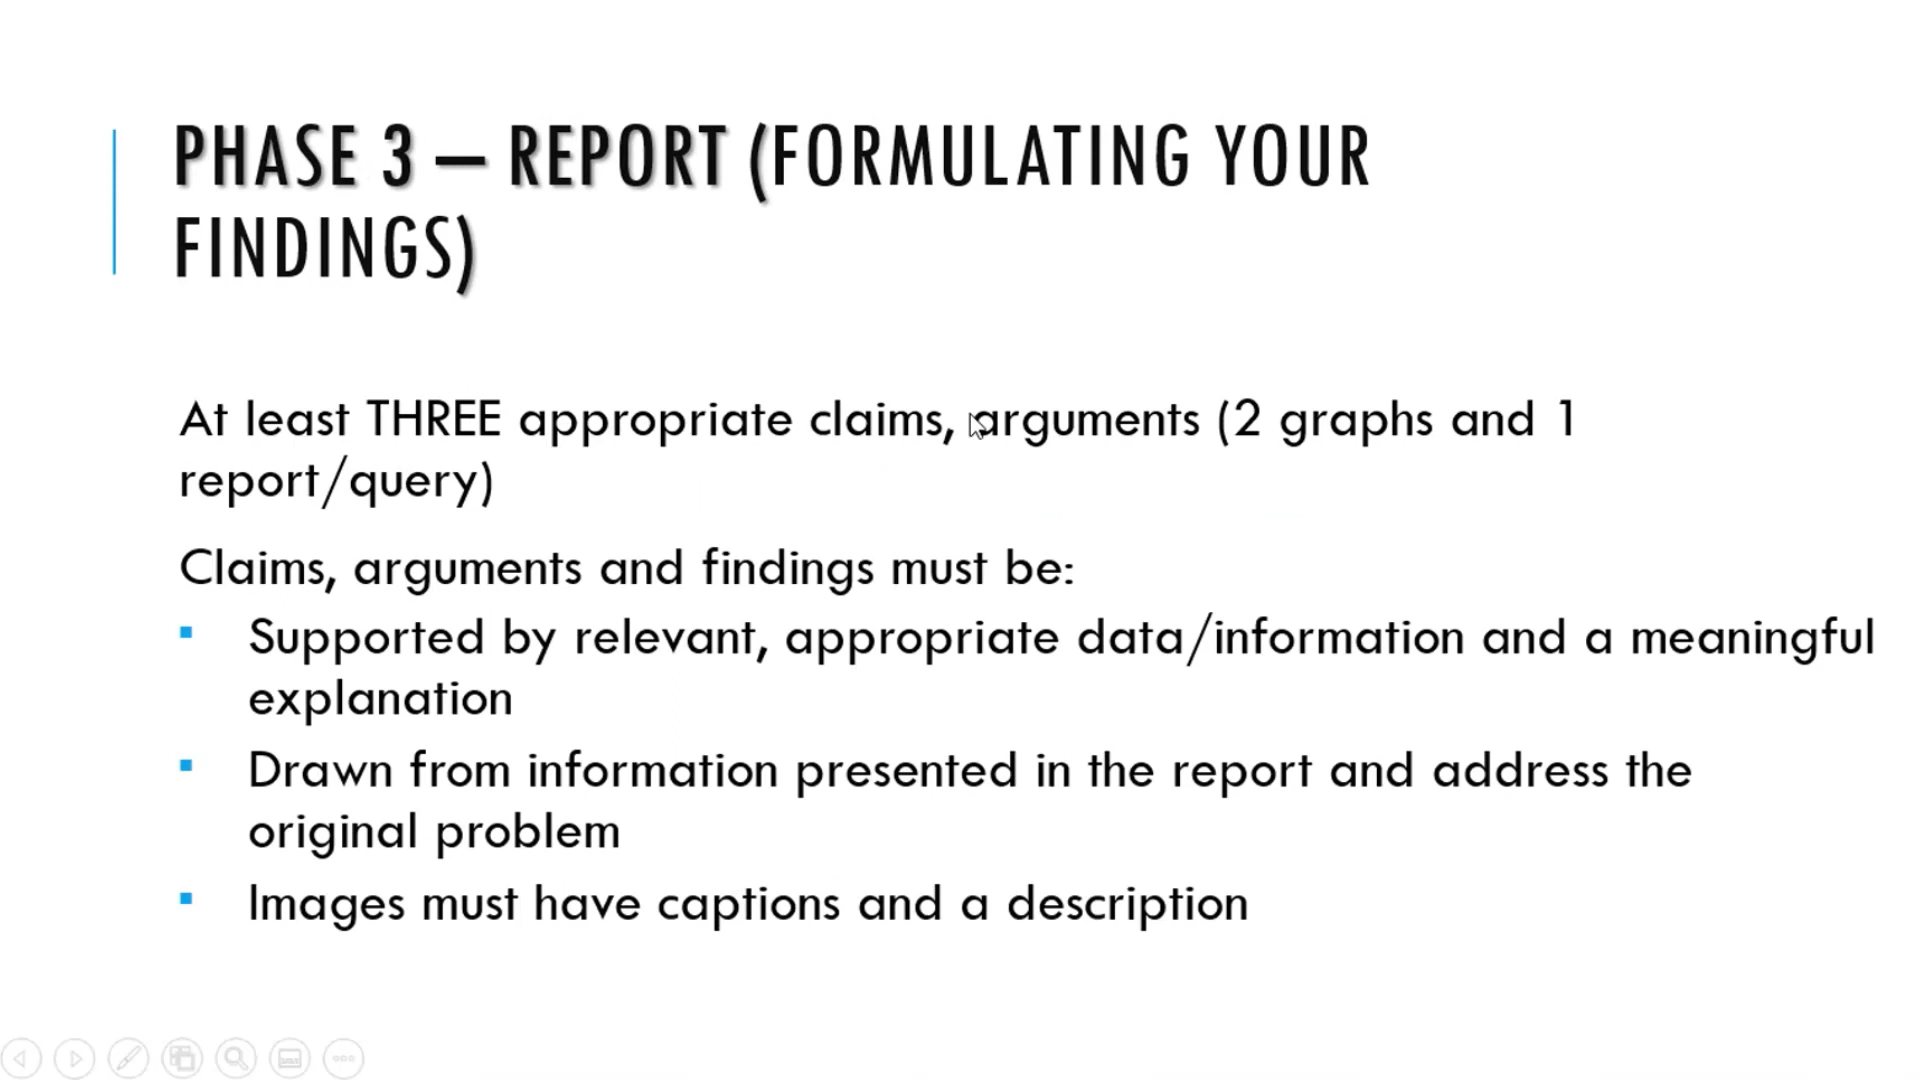 PHASE 3 – REPORT (FORMULATING YOUR
FINDINGS)
At least THREE appropriate claims, arguments (2 graphs and 1
report/query)
Claims, arguments and findings must be:
▪ Supported by relevant, appropriate data/information and a meaningful
explanation
▪ Drawn from information presented in the report and address the
original problem
▪ Images must have captions and a description